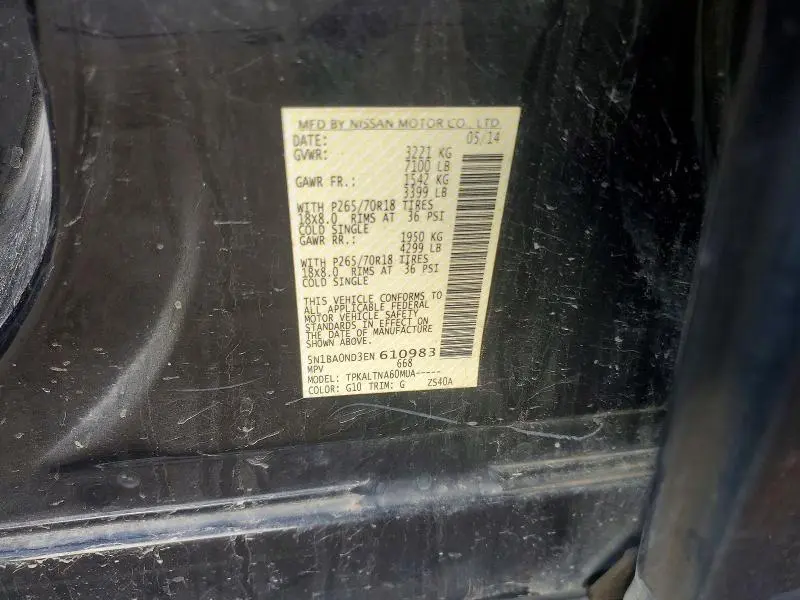 MFD BY NISSAN MOTOR CO., LTD
DATE: 05/14
GVWR: 3221 KG
7100 LB
GAWR FR.: 1542 KG
3399 LB
WITH P265/70R18 TIRES
18x8.0 RIMS AT 36 PSI
COLD SINGLE
GAWR RR.: 1950 KG
4299 LB
WITH P265/70R18 TIRES
18x8.0 RIMS AT 36 PSI
COLD SINGLE
THIS VEHICLE CONFORMS TO
ALL APPLICABLE FEDERAL
MOTOR VEHICLE SAFETY
STANDARDS IN EFFECT ON
THE DATE OF MANUFACTURE
SHOWN ABOVE.
5N1BA0ND3EN 610983
MPV 668
MODEL: TPKALTNA60MUA-----
COLOR: G10 TRIM: G ZS40A